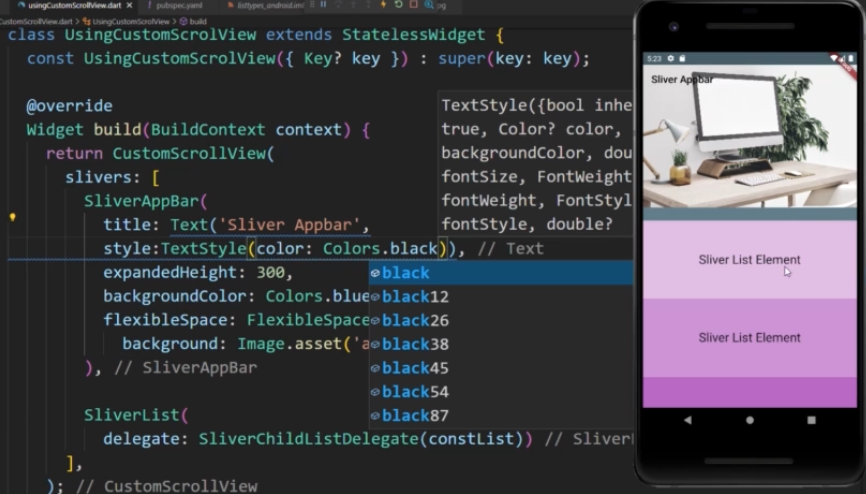 usingCustomScrollView.dart
pubspec.yaml
listtypes_android.im
CustomScrollView.dart > UsingCustomScrollView > build
class UsingCustomScrollView extends StatelessWidget {
const UsingCustomScrollView({ Key? key }) : super(key: key);
@override
Widget build(BuildContext context) {
return CustomScrollView(
slivers: [
SliverAppBar(
title: Text('Sliver Appbar',
style:TextStyle(color: Colors.black)), // Text
expandedHeight: 300,
backgroundColor: Colors.blue
flexibleSpace: FlexibleSpace
background: Image.asset('a
), // SliverAppBar
SliverList(
delegate: SliverChildListDelegate(constList)) // Sliver
],
); // CustomScrollView
TextStyle({bool inhe
true, Color? color,
backgroundColor, dou
fontSize, FontWeight
fontWeight, FontStyl
fontStyle, double?
black
black12
black26
black38
black45
black54
black87
5:23
Sliver Appbar
Sliver List Element
Sliver List Element